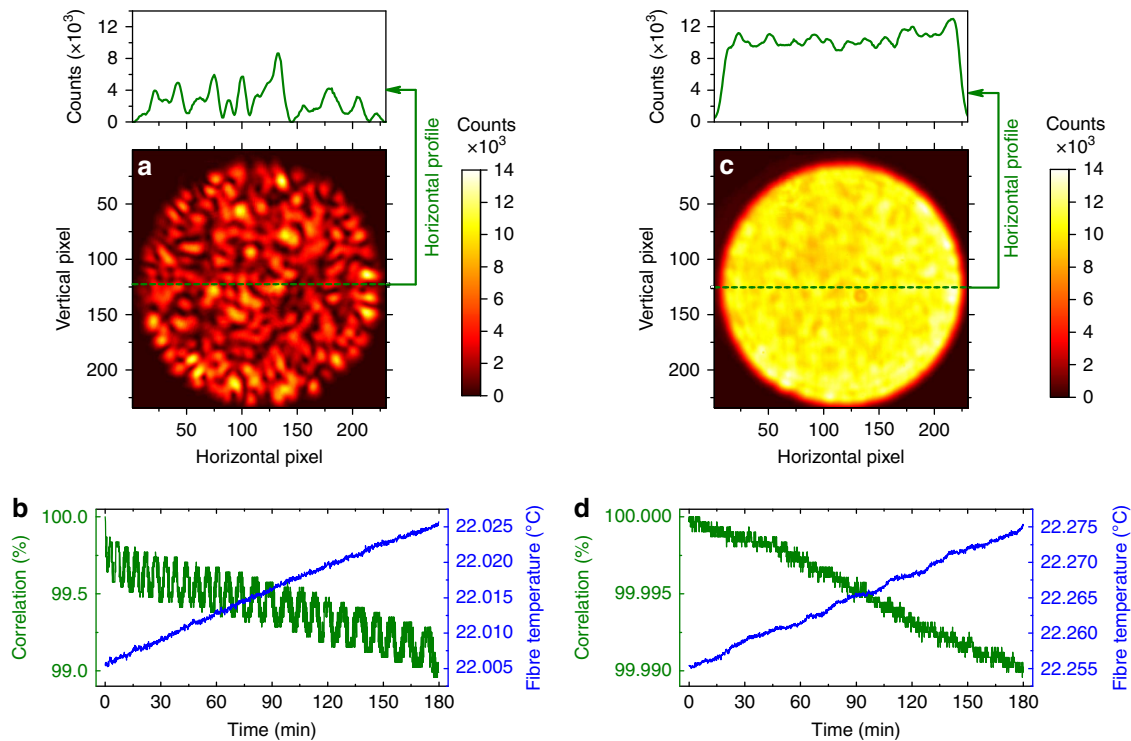 12
8
4
0
Counts (×10³)
Horizontal profile
Counts
×10³
14
12
10
8
6
4
2
0
a
50
100
150
200
Vertical pixel
50 100 150 200
Horizontal pixel
12
8
4
0
Counts (×10³)
Horizontal profile
Counts
×10³
14
12
10
8
6
4
2
0
c
50
100
150
200
Vertical pixel
50 100 150 200
Horizontal pixel
b
100.0
99.5
99.0
Correlation (%)
22.025
22.020
22.015
22.010
22.005
Fibre temperature (°C)
0 30 60 90 120 150 180
Time (min)
d
100.000
99.995
99.990
Correlation (%)
22.275
22.270
22.265
22.260
22.255
Fibre temperature (°C)
0 30 60 90 120 150 180
Time (min)